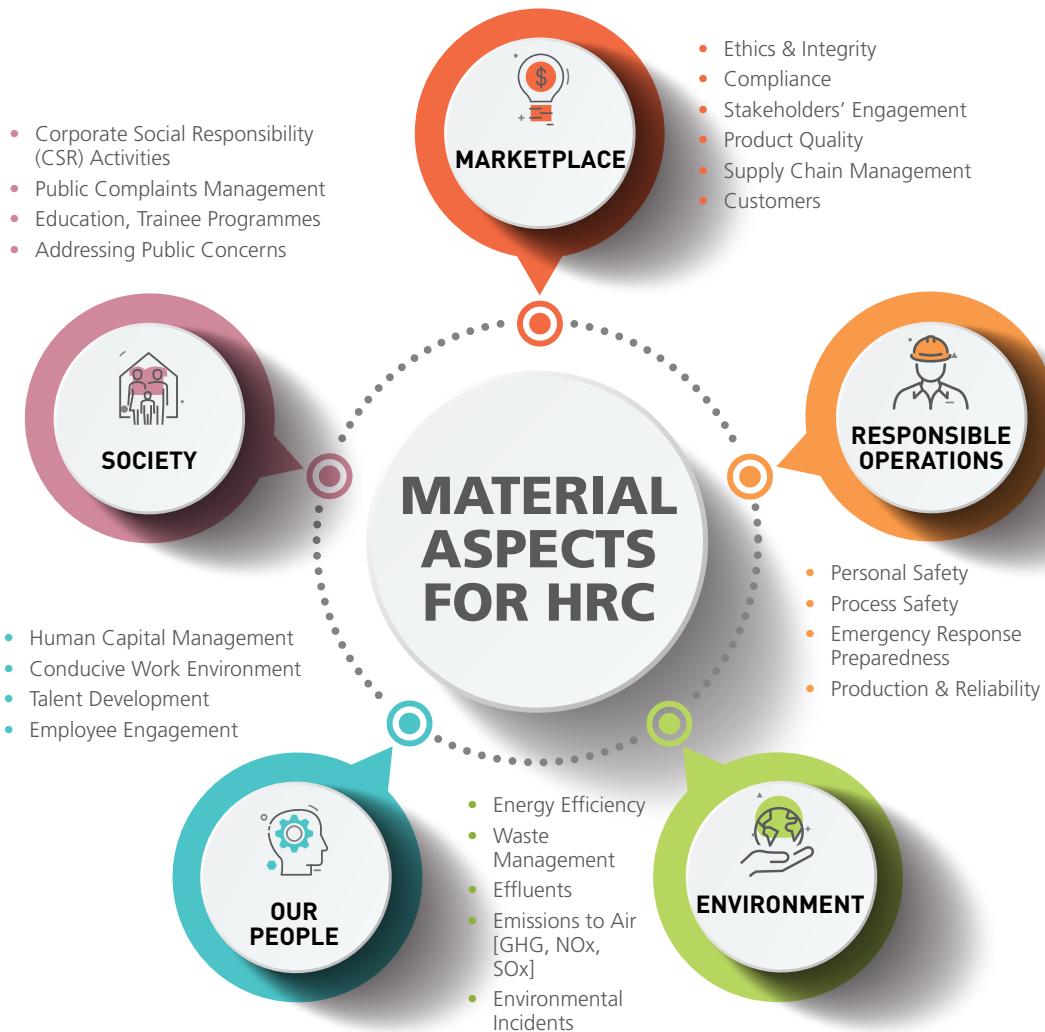 MARKETPLACE
• Ethics & Integrity
• Compliance
• Stakeholders’ Engagement
• Product Quality
• Supply Chain Management
• Customers
• Corporate Social Responsibility
(CSR) Activities
• Public Complaints Management
• Education, Trainee Programmes
• Addressing Public Concerns
SOCIETY
RESPONSIBLE
OPERATIONS
MATERIAL
ASPECTS
FOR HRC
• Personal Safety
• Process Safety
• Emergency Response
Preparedness
• Production & Reliability
• Human Capital Management
• Conducive Work Environment
• Talent Development
• Employee Engagement
OUR
PEOPLE
• Energy Efficiency
• Waste
Management
• Effluents
• Emissions to Air
[GHG, NOx,
SOx]
• Environmental
Incidents
ENVIRONMENT
$